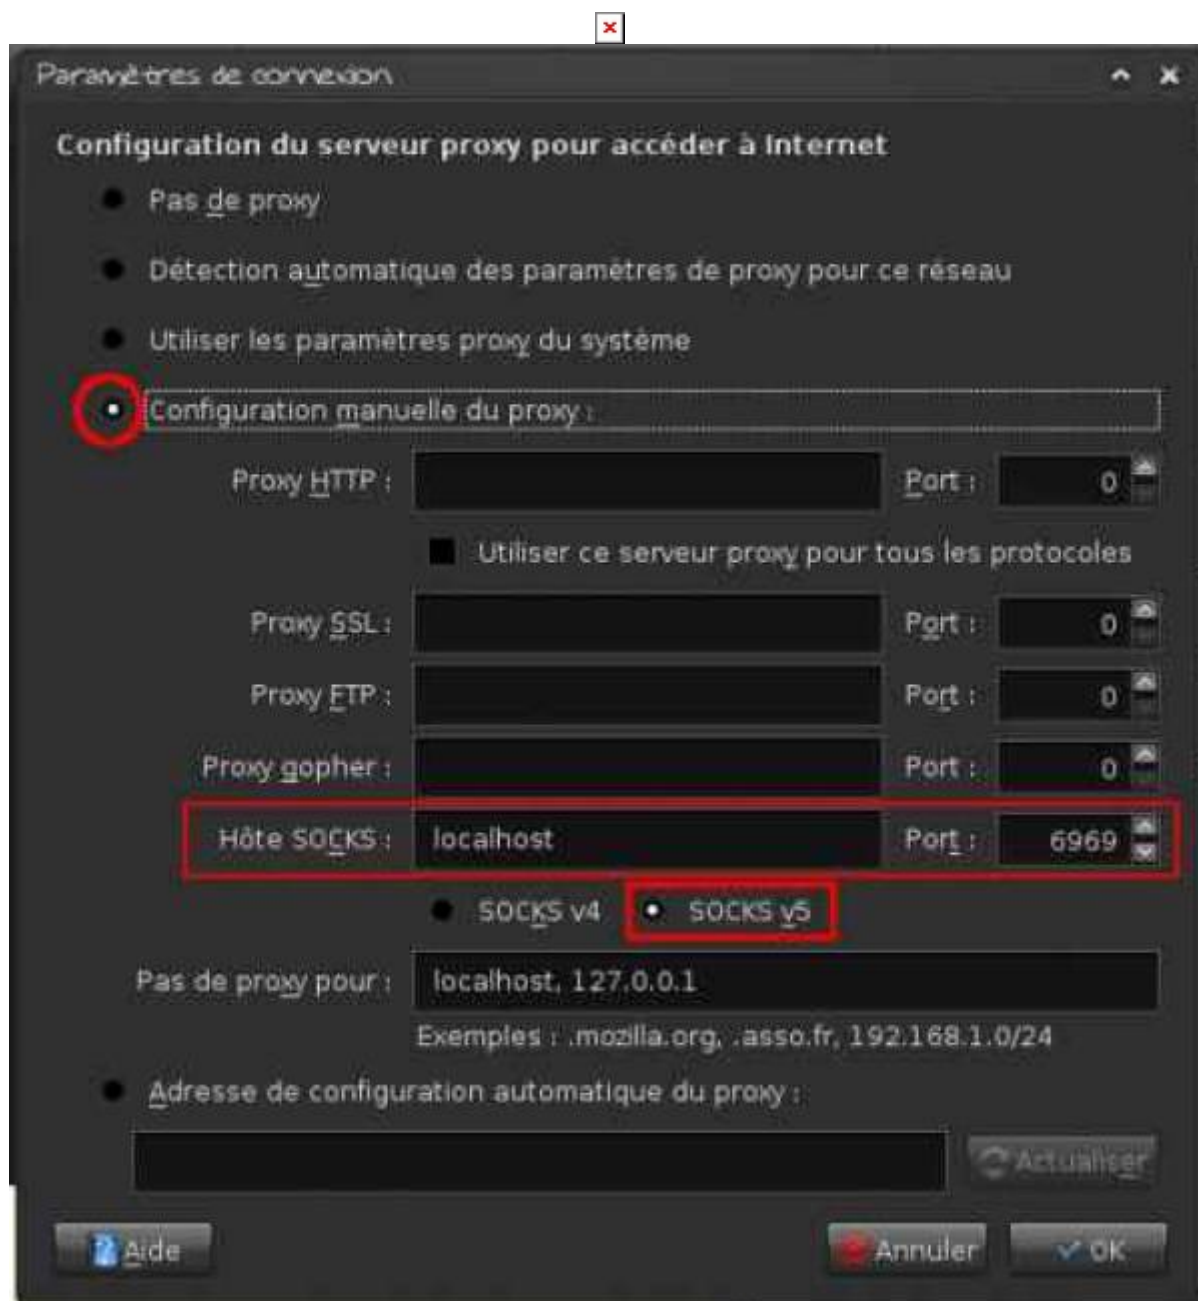 Paramètres de connexion
Configuration du serveur proxy pour accéder à Internet
Pas de proxy
Détection automatique des paramètres de proxy pour ce réseau
Utiliser les paramètres proxy du système
Configuration manuelle du proxy :
Proxy HTTP : Port : 0
Utiliser ce serveur proxy pour tous les protocoles
Proxy SSL : Port : 0
Proxy FTP : Port : 0
Proxy gopher : Port : 0
Hôte SOCKS : localhost Port : 6969
SOCKS v4 SOCKS v5
Pas de proxy pour : localhost, 127.0.0.1
Exemples : .mozilla.org, .asso.fr, 192.168.1.0/24
Adresse de configuration automatique du proxy :
Actualiser
Aide Annuler OK